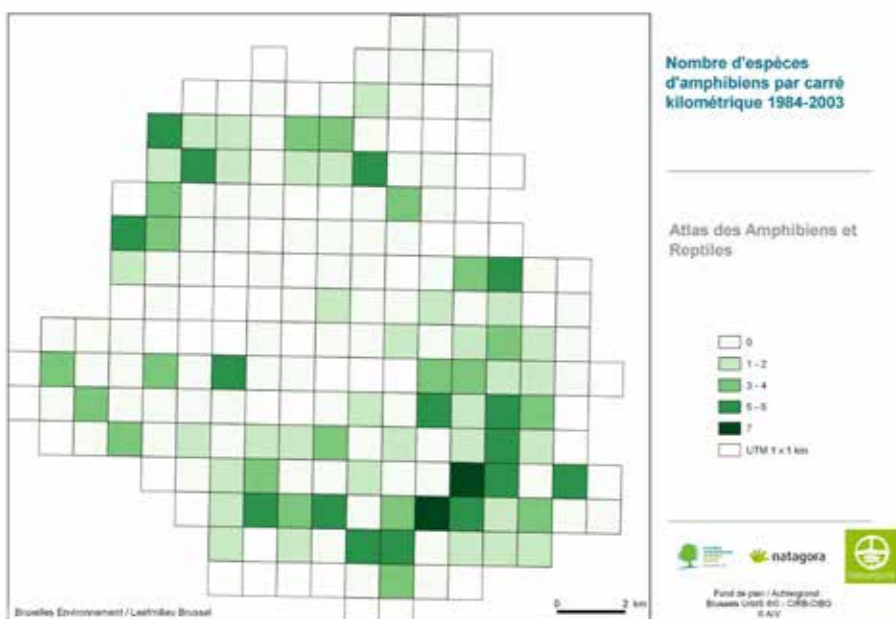 Nombre d'espèces
d'amphibiens par carré
kilométrique 1984-2003
Atlas des Amphibiens et
Reptiles
0
1 - 2
3 - 4
5 - 6
7
UTM 1 x 1 km
natagora
Fond de plan / Achtergrond
Bruxelles Environnement / Leefmilieu Brussel
0 2 km